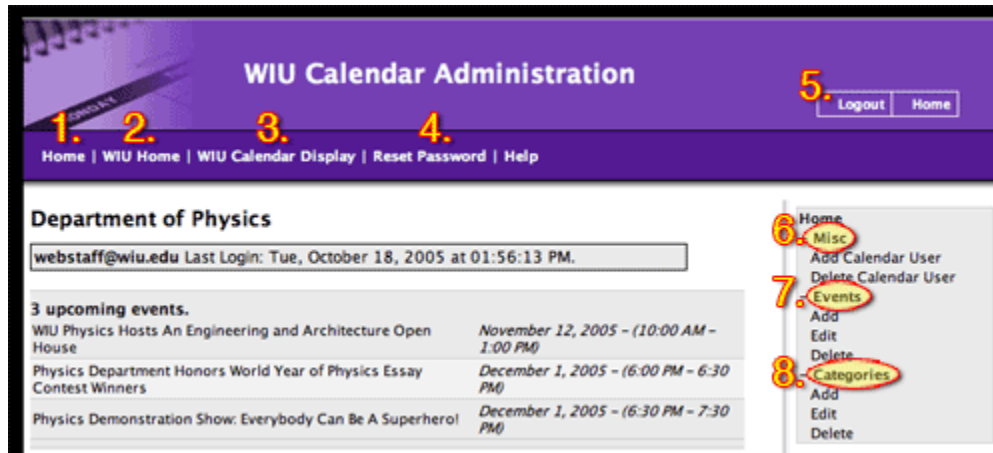 MONDAY
WIU Calendar Administration
5.
Logout Home
1. 2. 3. 4.
Home | WIU Home | WIU Calendar Display | Reset Password | Help
Department of Physics
webstaff@wiu.edu Last Login: Tue, October 18, 2005 at 01:56:13 PM.
3 upcoming events.
WIU Physics Hosts An Engineering and Architecture Open
House
November 12, 2005 – (10:00 AM –
1:00 PM)
Physics Department Honors World Year of Physics Essay
Contest Winners
December 1, 2005 – (6:00 PM – 6:30
PM)
Physics Demonstration Show: Everybody Can Be A Superhero!
December 1, 2005 – (6:30 PM – 7:30
PM)
Home
6. – Misc
Add Calendar User
Delete Calendar User
7. – Events
Add
Edit
Delete
8. – Categories
Add
Edit
Delete